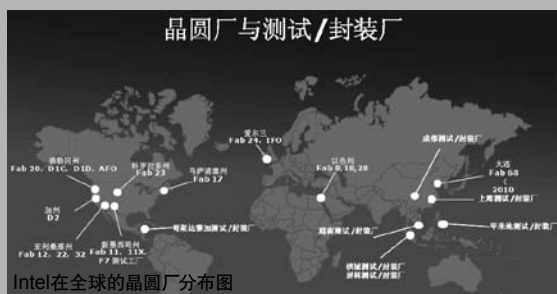 晶圆厂与测试/封装厂
俄勒冈州
Fab 20, D1C, D1D, AFO
科罗拉多州
Fab 23
马萨诸塞州
Fab 17
爱尔兰
Fab 24, IFO
以色列
Fab 8,18,28
成都测试/封装厂
大连
Fab 68
(
2010
上海测试/封装厂
加州
D2
亚利桑那州
Fab 12, 22, 32
新墨西哥州
Fab 11, 11X,
F7 测试工厂
哥斯达黎加测试/封装厂
越南测试/封装厂
槟城测试/封装厂
居林测试/封装厂
测试/封装厂
Intel在全球的晶圆厂分布图